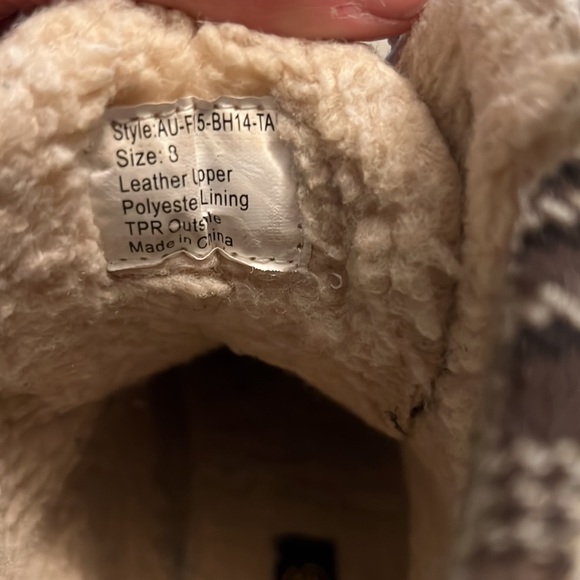 Style:AU-F5-BH14-TA
Size: 8
Leather Upper
Polyester Lining
TPR Outsole
Made in China